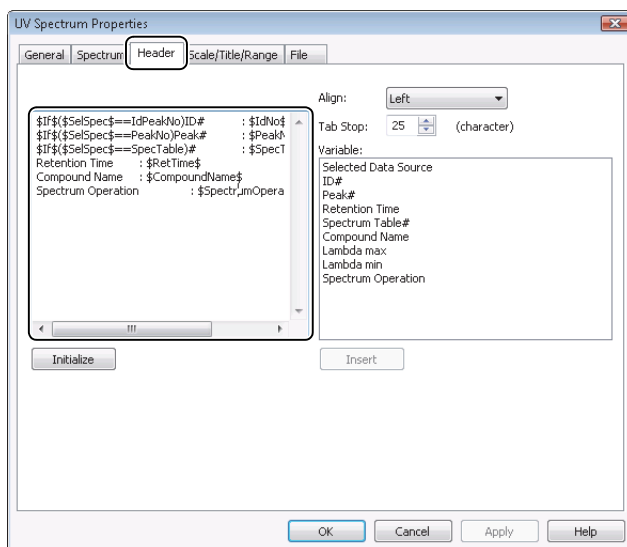 UV Spectrum Properties
General Spectrum Header Scale/Title/Range File
Align: Left
Tab Stop: 25 (character)
Variable:
$If$($SelSpec$==IdPeakNo)ID# : $IdNo$
$If$($SelSpec$==PeakNo)Peak# : $PeakN
$If$($SelSpec$==SpecTable)# : $SpecT
Retention Time : $RetTime$
Compound Name : $CompoundName$
Spectrum Operation : $SpectrumOpera
Selected Data Source
ID#
Peak#
Retention Time
Spectrum Table#
Compound Name
Lambda max
Lambda min
Spectrum Operation
Initialize
Insert
OK Cancel Apply Help